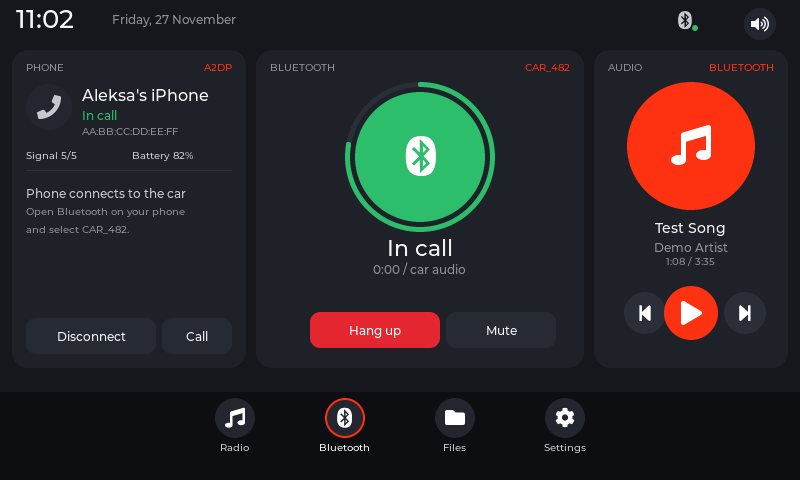 11:02
Friday, 27 November
PHONE
A2DP
Aleksa's iPhone
In call
AA:BB:CC:DD:EE:FF
Signal 5/5
Battery 82%
Phone connects to the car
Open Bluetooth on your phone
and select CAR_482.
Disconnect
Call
BLUETOOTH
CAR_482
In call
0:00 / car audio
Hang up
Mute
AUDIO
BLUETOOTH
Test Song
Demo Artist
1:08 / 3:35
Radio
Bluetooth
Files
Settings